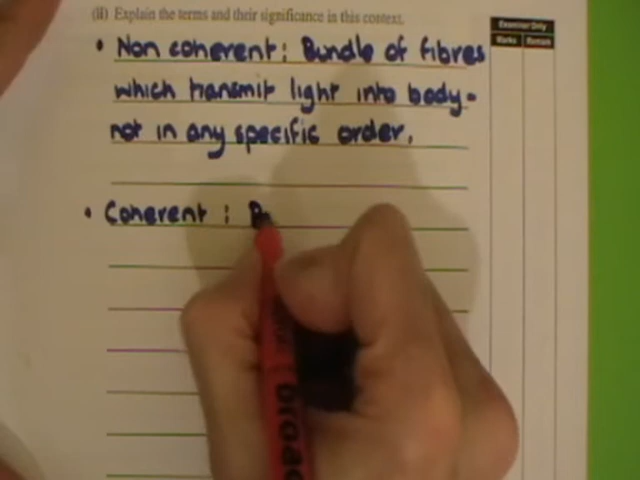 (ii) Explain the terms and their significance in this context.
Examiner Only
Marks Remark
• Non coherent : Bundle of fibres
which transmit light into body -
not in any specific order.
• Coherent :
broad